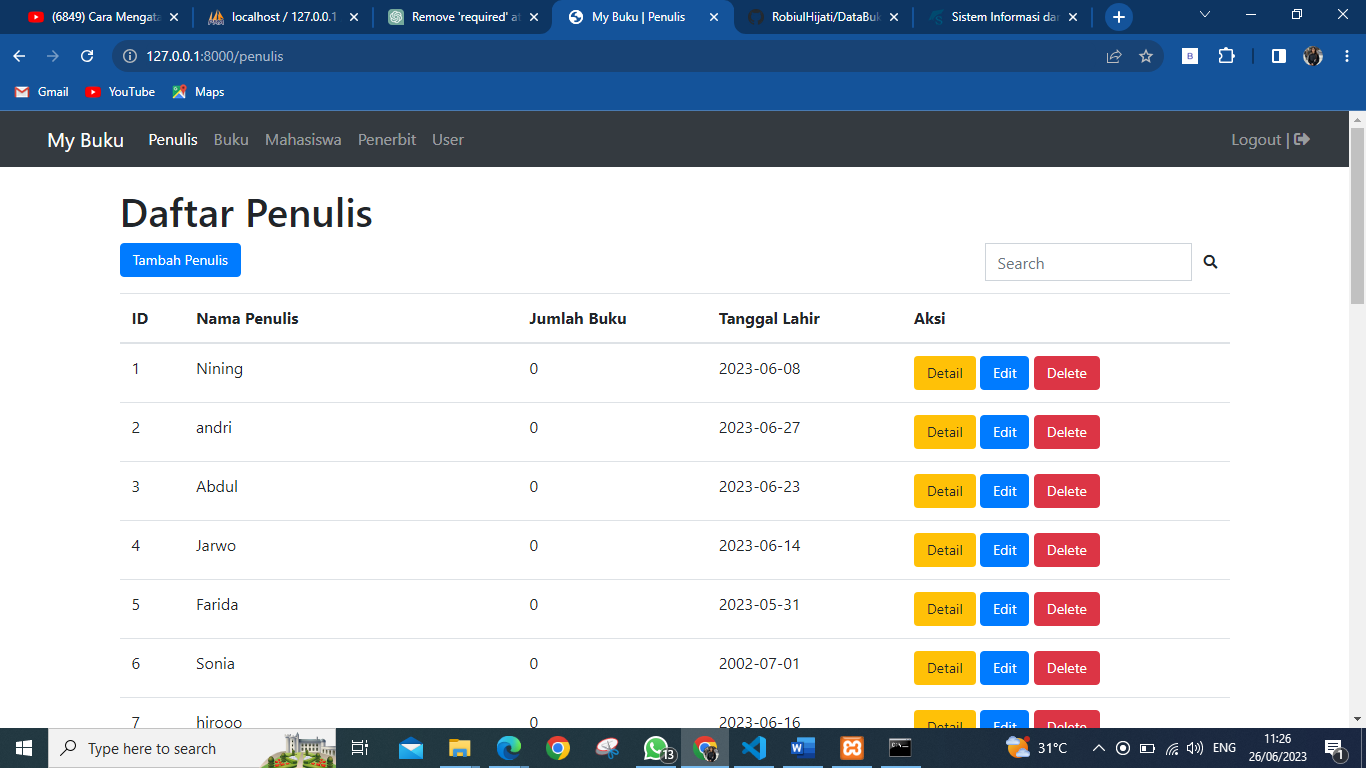 (6849) Cara Mengata
localhost / 127.0.0.1
Remove 'required' at
My Buku | Penulis
RobiulHijati/DataBuk
Sistem Informasi dan
127.0.0.1:8000/penulis
B
Gmail
YouTube
Maps
My Buku Penulis Buku Mahasiswa Penerbit User Logout |
Daftar Penulis
Tambah Penulis
Search
ID Nama Penulis Jumlah Buku Tanggal Lahir Aksi
1 Nining 0 2023-06-08 Detail Edit Delete
2 andri 0 2023-06-27 Detail Edit Delete
3 Abdul 0 2023-06-23 Detail Edit Delete
4 Jarwo 0 2023-06-14 Detail Edit Delete
5 Farida 0 2023-05-31 Detail Edit Delete
6 Sonia 0 2002-07-01 Detail Edit Delete
7 hirooo 0 2023-06-16 Detail Edit Delete
Type here to search
13
31°C
ENG
11:26
26/06/2023
1